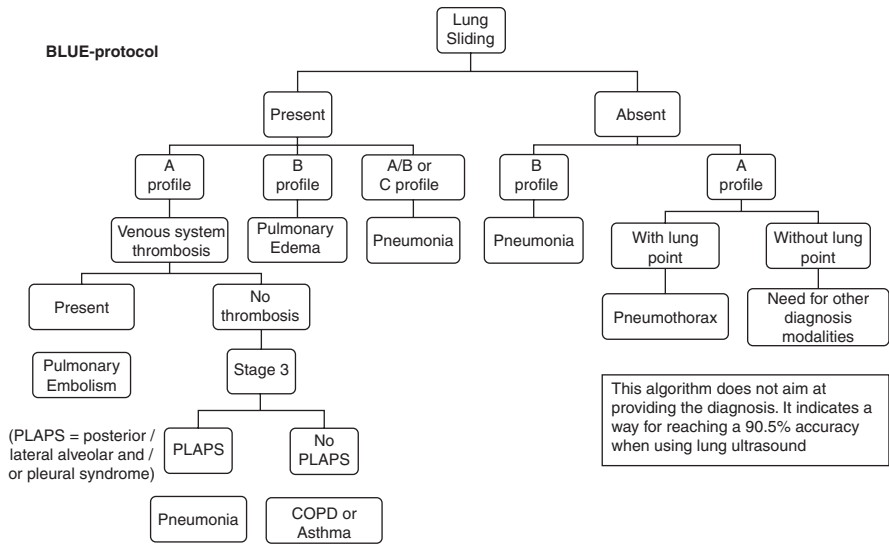 Lung
Sliding
BLUE-protocol
Present
Absent
A
profile
B
profile
A/B or
C profile
B
profile
A
profile
Venous system
thrombosis
Pulmonary
Edema
Pneumonia
Pneumonia
With lung
point
Without lung
point
Present
No
thrombosis
Pneumothorax
Need for other
diagnosis
modalities
Pulmonary
Embolism
Stage 3
This algorithm does not aim at
providing the diagnosis. It indicates a
way for reaching a 90.5% accuracy
when using lung ultrasound
(PLAPS = posterior /
lateral alveolar and /
or pleural syndrome)
PLAPS
No
PLAPS
Pneumonia
COPD or
Asthma